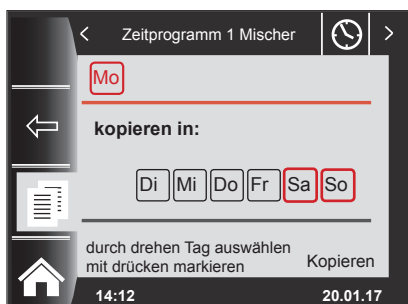 < Zeitprogramm 1 Mischer >
Mo
kopieren in:
Di Mi Do Fr Sa So
durch drehen Tag auswählen
mit drücken markieren Kopieren
14:12 20.01.17